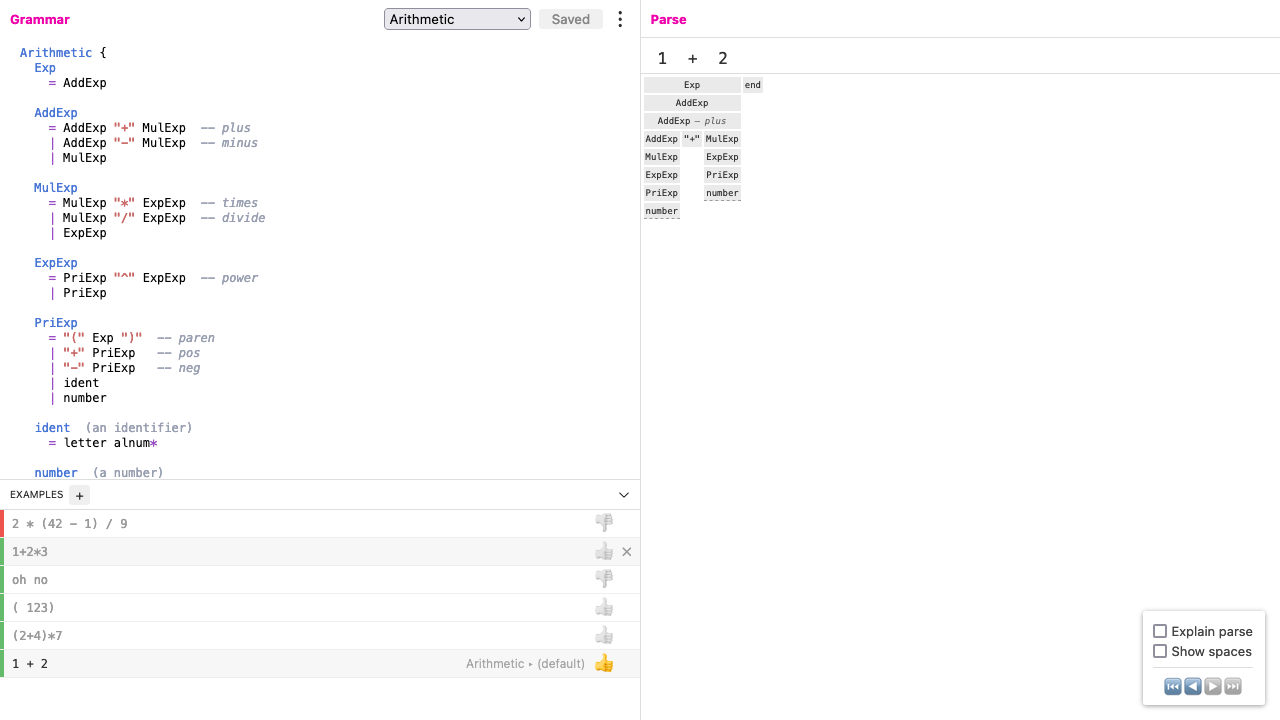 Grammar
Arithmetic
Saved
Parse
Arithmetic {
Exp
= AddExp
AddExp
= AddExp "+" MulExp -- plus
| AddExp "-" MulExp -- minus
| MulExp
MulExp
= MulExp "*" ExpExp -- times
| MulExp "/" ExpExp -- divide
| ExpExp
ExpExp
= PriExp "^" ExpExp -- power
| PriExp
PriExp
= "(" Exp ")" -- paren
| "+" PriExp -- pos
| "-" PriExp -- neg
| ident
| number
ident (an identifier)
= letter alnum*
number (a number)
EXAMPLES +
2 * (42 - 1) / 9
1+2*3
oh no
( 123)
(2+4)*7
1 + 2 Arithmetic ▸ (default)
1 + 2
Exp end
AddExp
AddExp – plus
AddExp "+" MulExp
MulExp ExpExp
ExpExp PriExp
PriExp number
number
Explain parse
Show spaces